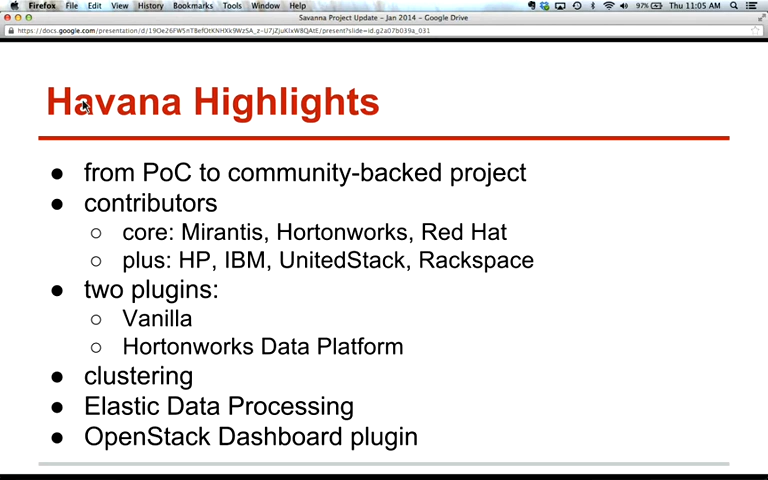 Firefox File Edit View History Bookmarks Tools Window Help 97% Thu 11:05 AM
Savanna Project Update - Jan 2014 - Google Drive
Havana Highlights
● from PoC to community-backed project
● contributors
○ core: Mirantis, Hortonworks, Red Hat
○ plus: HP, IBM, UnitedStack, Rackspace
● two plugins:
○ Vanilla
○ Hortonworks Data Platform
● clustering
● Elastic Data Processing
● OpenStack Dashboard plugin